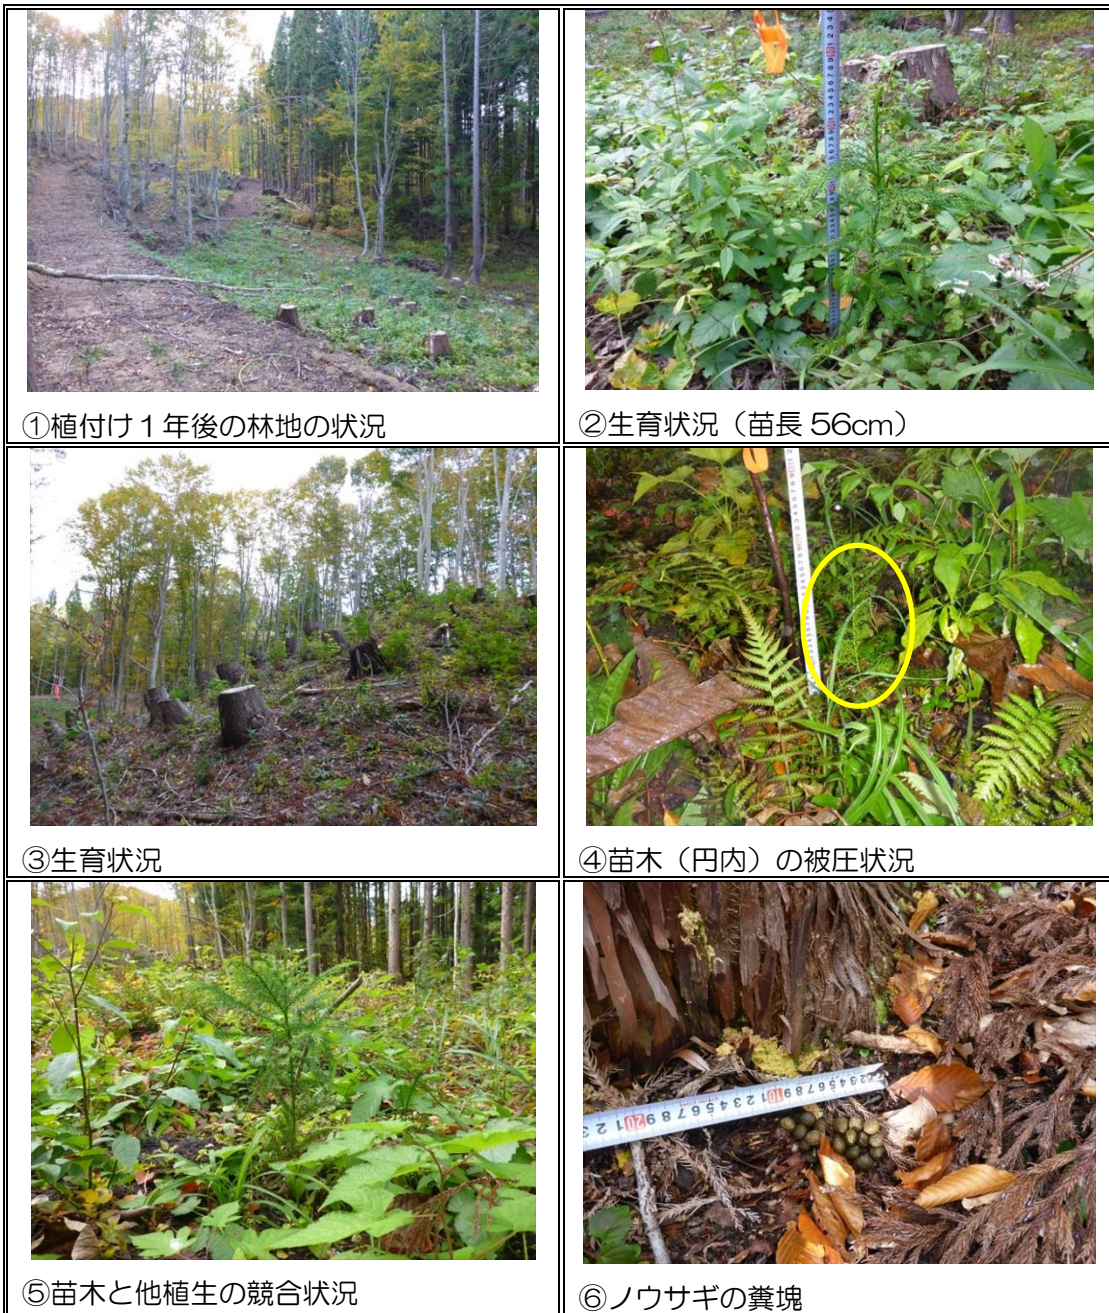 ①植付け１年後の林地の状況
②生育状況（苗長 56cm）
③生育状況
④苗木（円内）の被圧状況
⑤苗木と他植生の競合状況
⑥ノウサギの糞塊